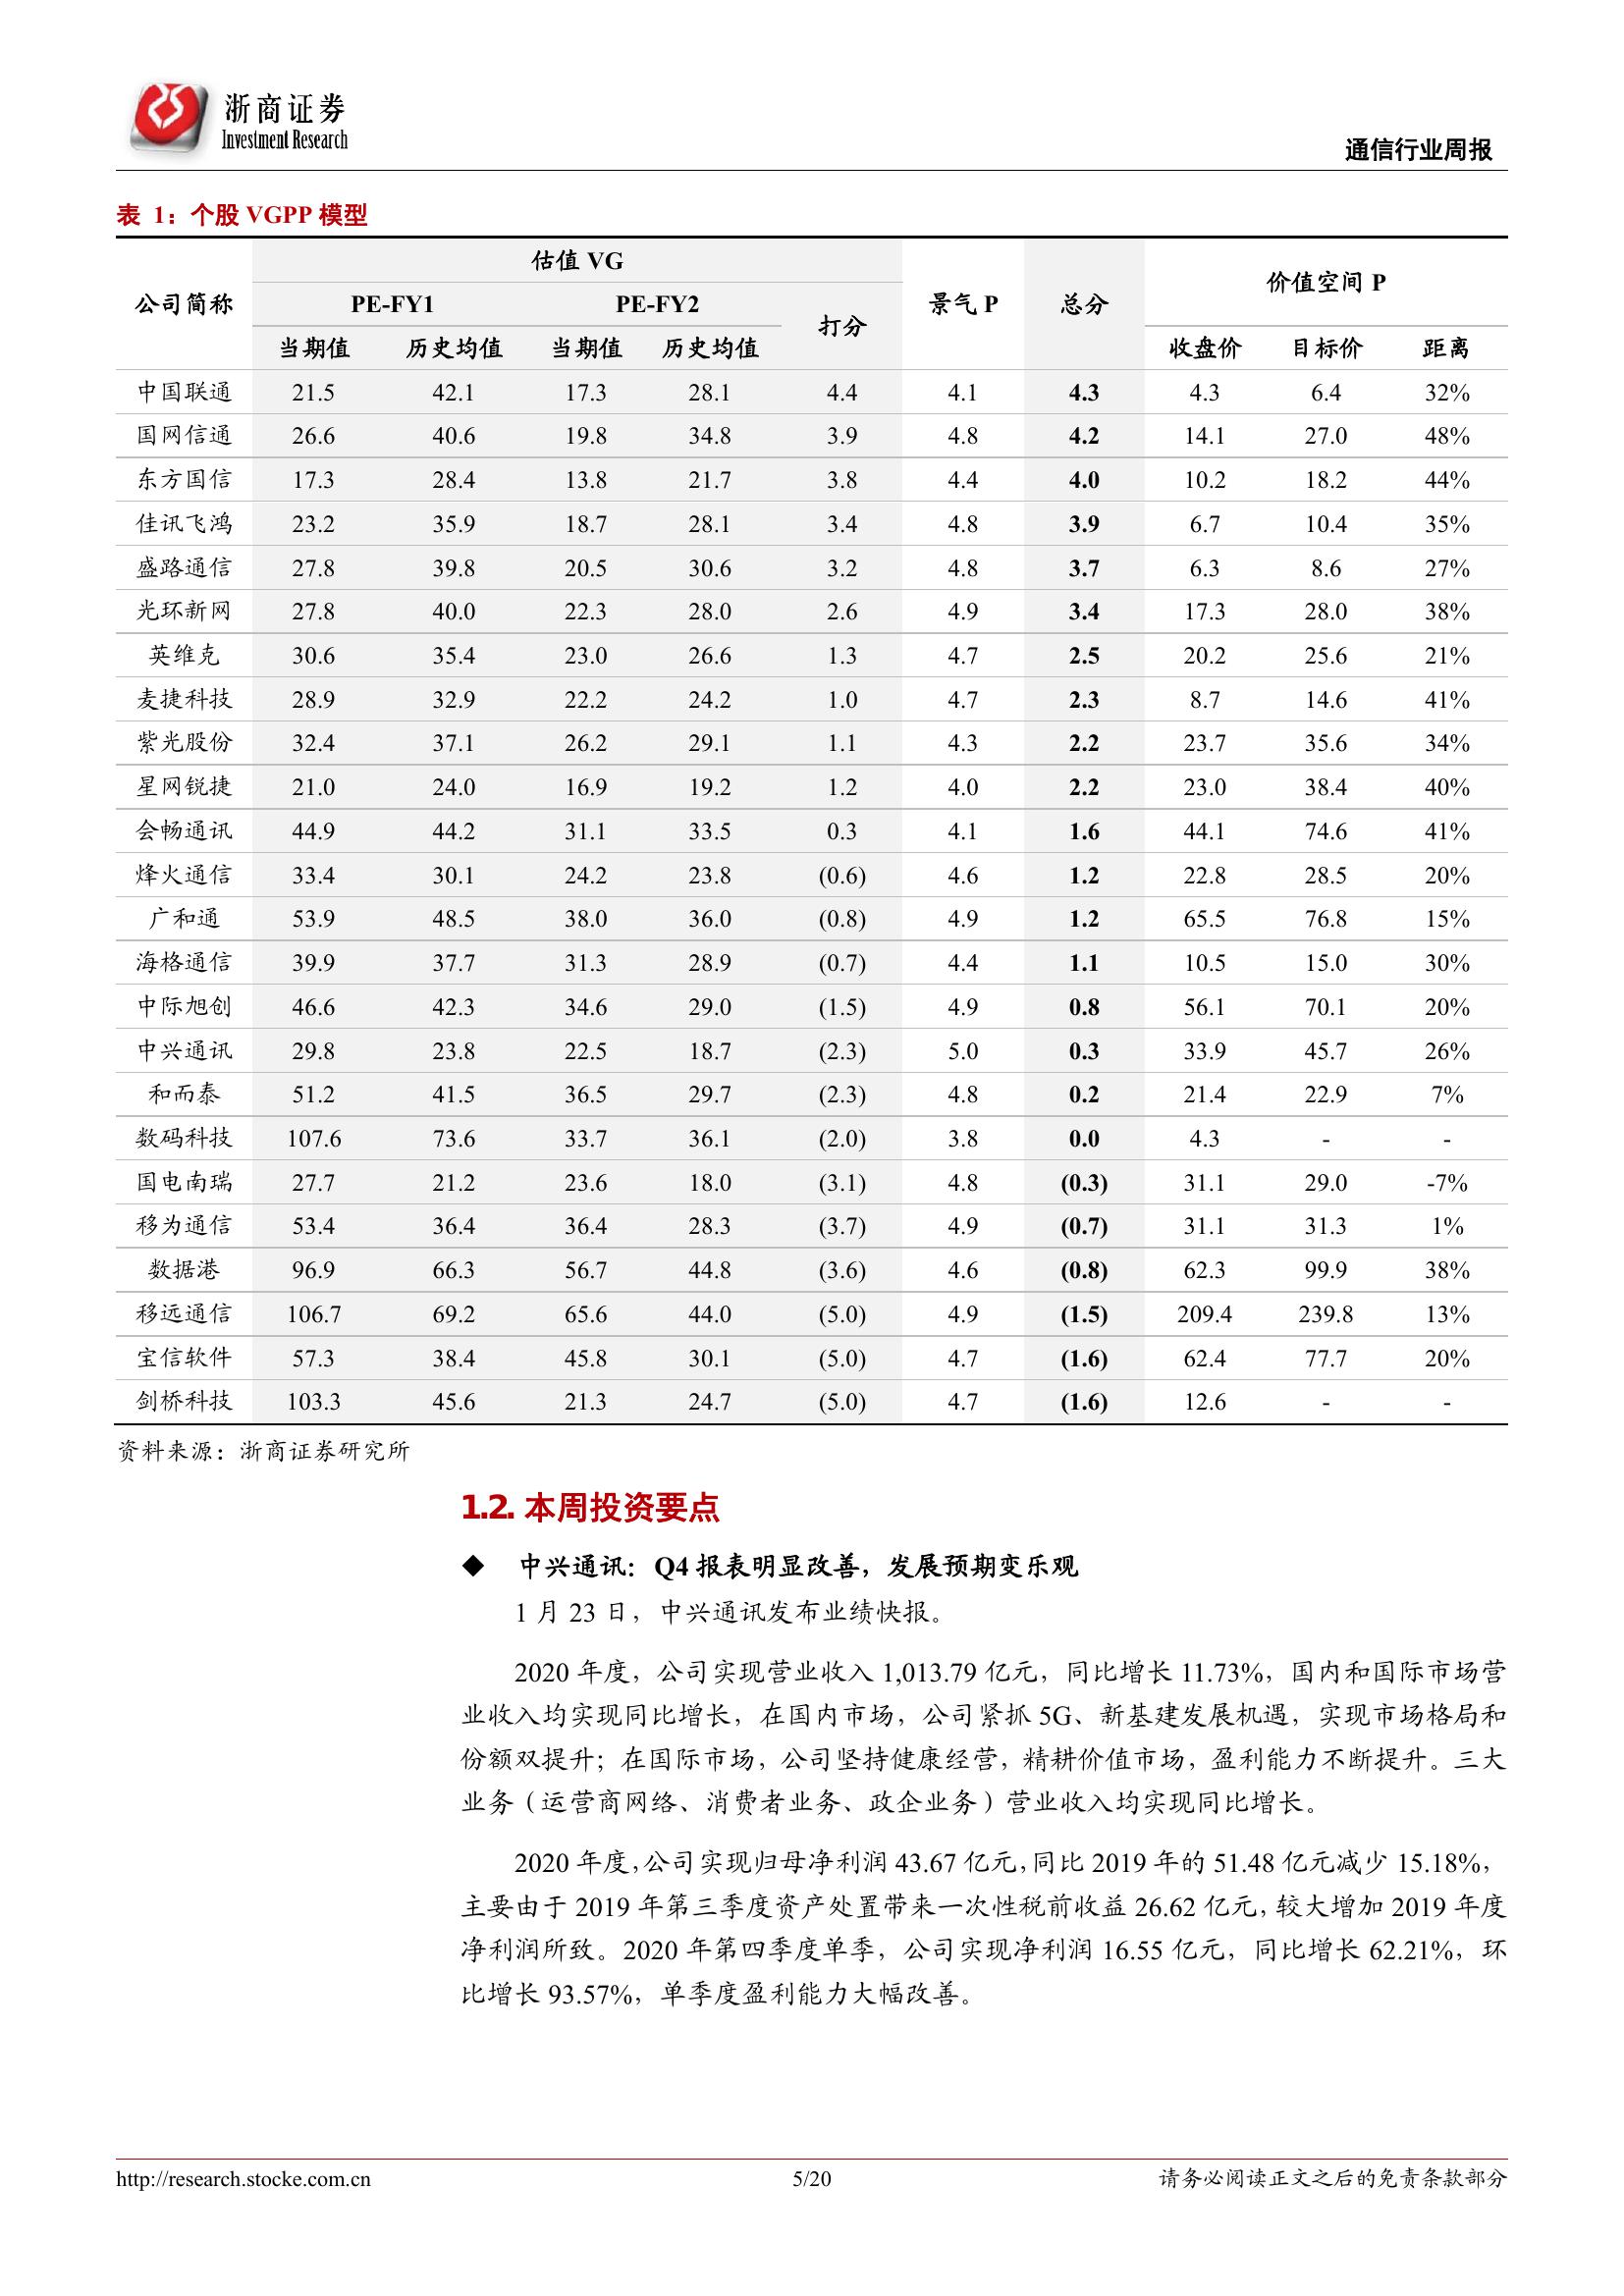 浙商证券
Investment Research
通信行业周报
表 1：个股 VGPP 模型
估值 VG
价值空间 P
公司简称 PE-FY1 PE-FY2 景气 P 总分
打分
当期值 历史均值 当期值 历史均值 收盘价 目标价 距离
中国联通 21.5 42.1 17.3 28.1 4.4 4.1 4.3 4.3 6.4 32%
国网信通 26.6 40.6 19.8 34.8 3.9 4.8 4.2 14.1 27.0 48%
东方国信 17.3 28.4 13.8 21.7 3.8 4.4 4.0 10.2 18.2 44%
佳讯飞鸿 23.2 35.9 18.7 28.1 3.4 4.8 3.9 6.7 10.4 35%
盛路通信 27.8 39.8 20.5 30.6 3.2 4.8 3.7 6.3 8.6 27%
光环新网 27.8 40.0 22.3 28.0 2.6 4.9 3.4 17.3 28.0 38%
英维克 30.6 35.4 23.0 26.6 1.3 4.7 2.5 20.2 25.6 21%
麦捷科技 28.9 32.9 22.2 24.2 1.0 4.7 2.3 8.7 14.6 41%
紫光股份 32.4 37.1 26.2 29.1 1.1 4.3 2.2 23.7 35.6 34%
星网锐捷 21.0 24.0 16.9 19.2 1.2 4.0 2.2 23.0 38.4 40%
会畅通讯 44.9 44.2 31.1 33.5 0.3 4.1 1.6 44.1 74.6 41%
烽火通信 33.4 30.1 24.2 23.8 (0.6) 4.6 1.2 22.8 28.5 20%
广和通 53.9 48.5 38.0 36.0 (0.8) 4.9 1.2 65.5 76.8 15%
海格通信 39.9 37.7 31.3 28.9 (0.7) 4.4 1.1 10.5 15.0 30%
中际旭创 46.6 42.3 34.6 29.0 (1.5) 4.9 0.8 56.1 70.1 20%
中兴通讯 29.8 23.8 22.5 18.7 (2.3) 5.0 0.3 33.9 45.7 26%
和而泰 51.2 41.5 36.5 29.7 (2.3) 4.8 0.2 21.4 22.9 7%
数码科技 107.6 73.6 33.7 36.1 (2.0) 3.8 0.0 4.3 - -
国电南瑞 27.7 21.2 23.6 18.0 (3.1) 4.8 (0.3) 31.1 29.0 -7%
移为通信 53.4 36.4 36.4 28.3 (3.7) 4.9 (0.7) 31.1 31.3 1%
数据港 96.9 66.3 56.7 44.8 (3.6) 4.6 (0.8) 62.3 99.9 38%
移远通信 106.7 69.2 65.6 44.0 (5.0) 4.9 (1.5) 209.4 239.8 13%
宝信软件 57.3 38.4 45.8 30.1 (5.0) 4.7 (1.6) 62.4 77.7 20%
剑桥科技 103.3 45.6 21.3 24.7 (5.0) 4.7 (1.6) 12.6 - -
资料来源：浙商证券研究所
1.2. 本周投资要点
◆ 中兴通讯：Q4 报表明显改善，发展预期变乐观
1 月 23 日，中兴通讯发布业绩快报。
2020 年度，公司实现营业收入 1,013.79 亿元，同比增长 11.73%，国内和国际市场营
业收入均实现同比增长，在国内市场，公司紧抓 5G、新基建发展机遇，实现市场格局和
份额双提升；在国际市场，公司坚持健康经营，精耕价值市场，盈利能力不断提升。三大
业务（运营商网络、消费者业务、政企业务）营业收入均实现同比增长。
2020 年度，公司实现归母净利润 43.67 亿元，同比 2019 年的 51.48 亿元减少 15.18%，
主要由于 2019 年第三季度资产处置带来一次性税前收益 26.62 亿元，较大增加 2019 年度
净利润所致。2020 年第四季度单季，公司实现净利润 16.55 亿元，同比增长 62.21%，环
比增长 93.57%，单季度盈利能力大幅改善。
http://research.stocke.com.cn 5/20 请务必阅读正文之后的免责条款部分